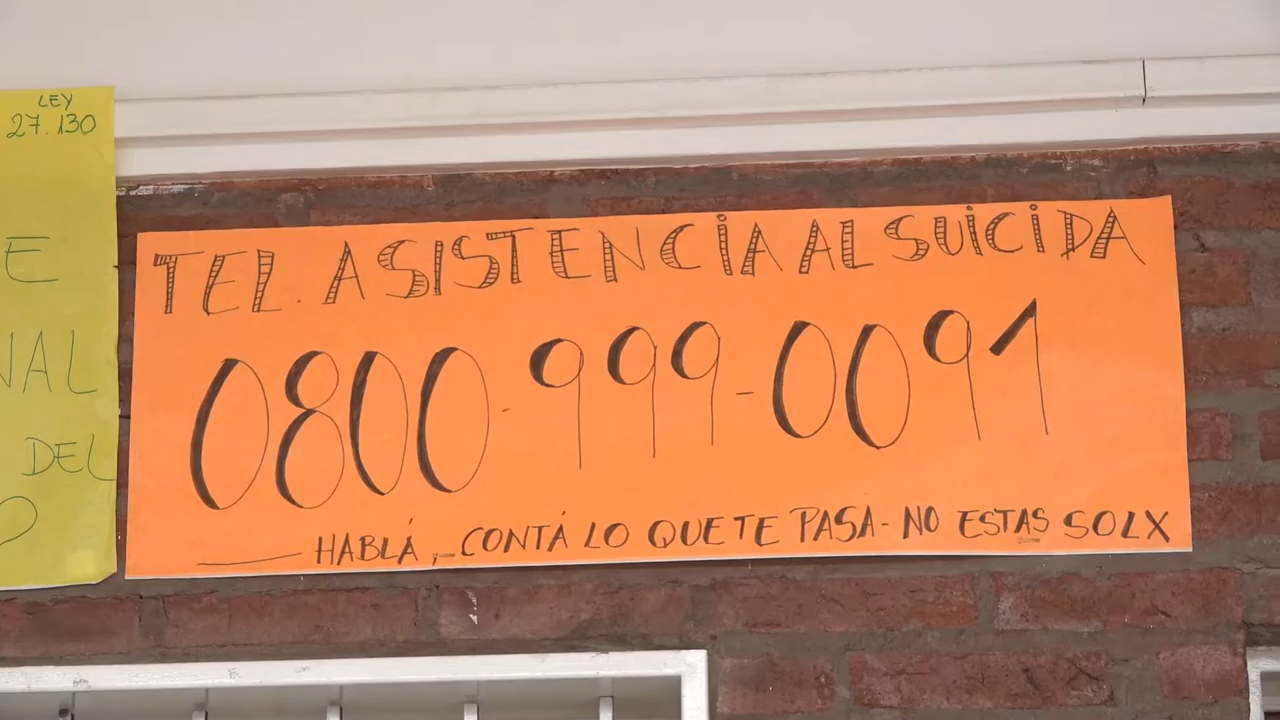 LEY
27.130
E
NAL
DEL
O
TEL. ASISTENCIA AL SUICIDA
0800-999-0091
HABLÁ, CONTÁ LO QUE TE PASA - NO ESTAS SOLX